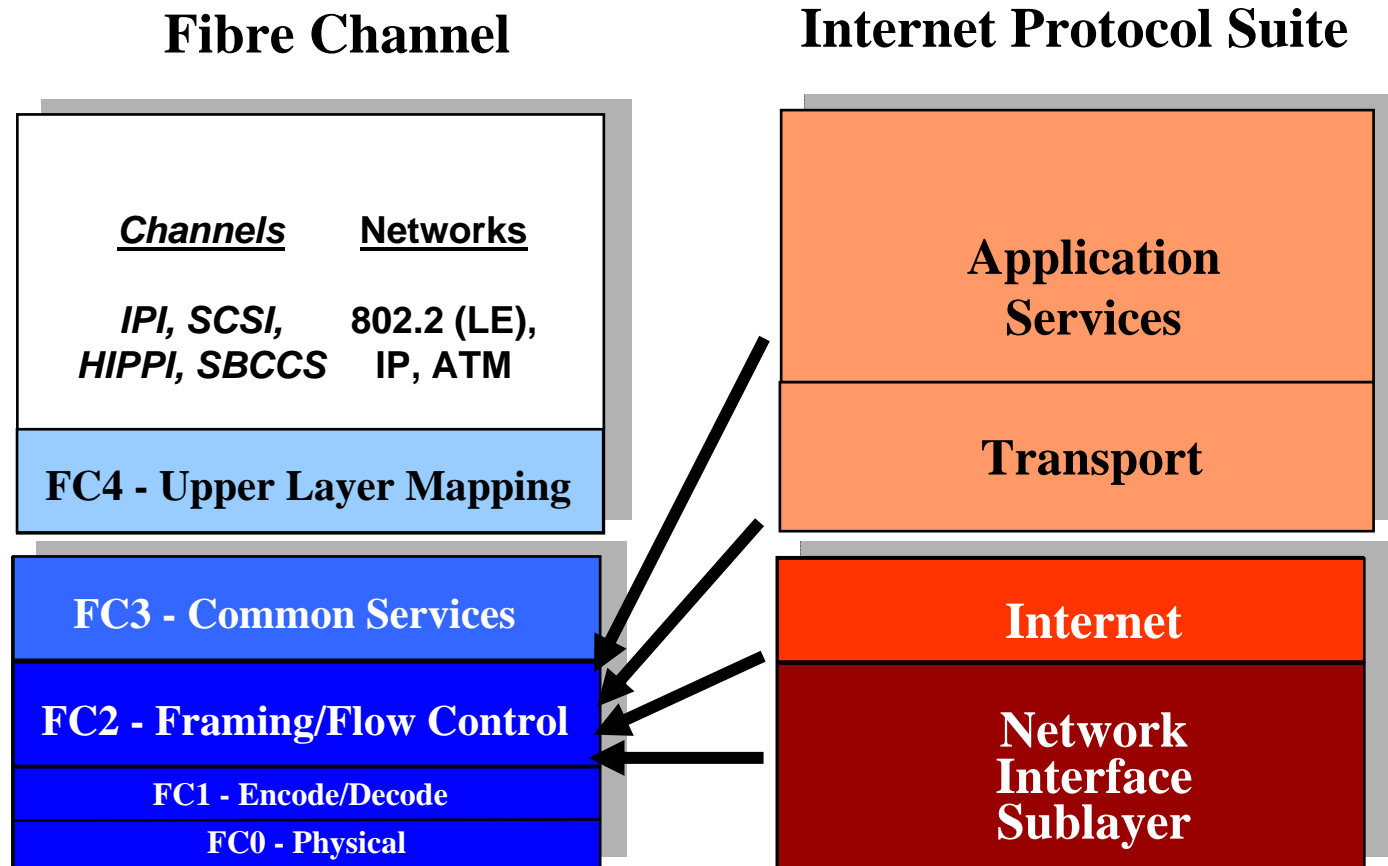 Fibre Channel
Internet Protocol Suite
Channels
Networks
IPI, SCSI,
HIPPI, SBCCS
802.2 (LE),
IP, ATM
FC4 - Upper Layer Mapping
FC3 - Common Services
FC2 - Framing/Flow Control
FC1 - Encode/Decode
FC0 - Physical
Application
Services
Transport
Internet
Network
Interface
Sublayer